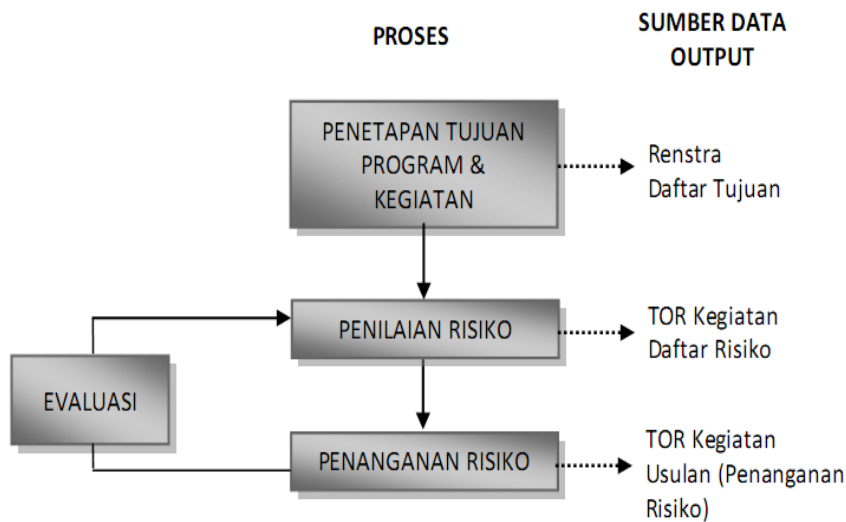 PROSES
SUMBER DATA
OUTPUT
PENETAPAN TUJUAN
PROGRAM &
KEGIATAN
Renstra
Daftar Tujuan
PENILAIAN RISIKO
TOR Kegiatan
Daftar Risiko
EVALUASI
PENANGANAN RISIKO
TOR Kegiatan
Usulan (Penanganan
Risiko)